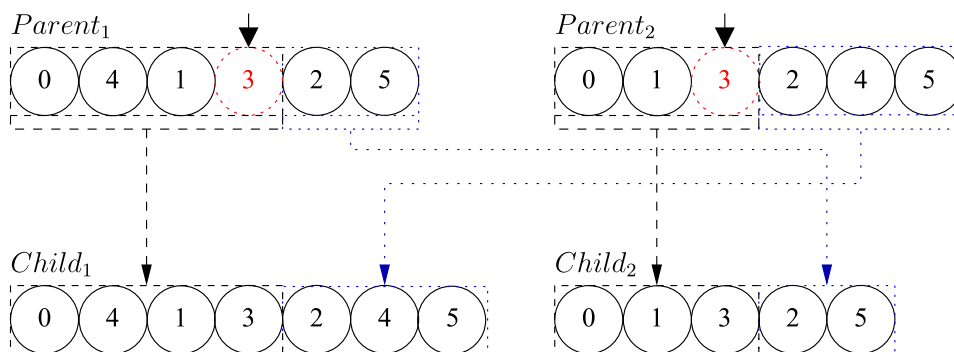 Parent₁ Parent₂
0 4 1 3 2 5 0 1 3 2 4 5
Child₁ Child₂
0 4 1 3 2 4 5 0 1 3 2 5